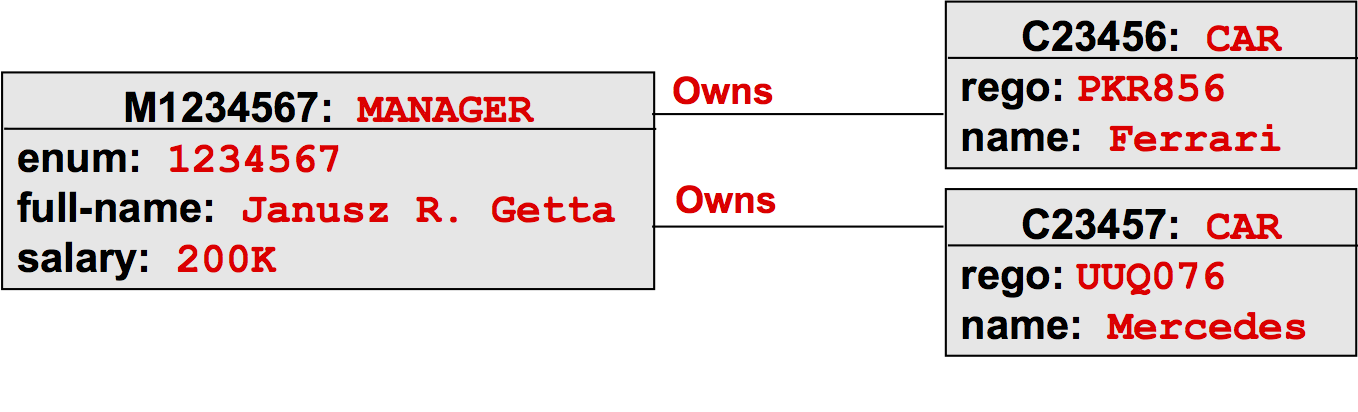 M1234567: MANAGER
enum: 1234567
full-name: Janusz R. Getta
salary: 200K
Owns
Owns
C23456: CAR
rego: PKR856
name: Ferrari
C23457: CAR
rego: UUQ076
name: Mercedes